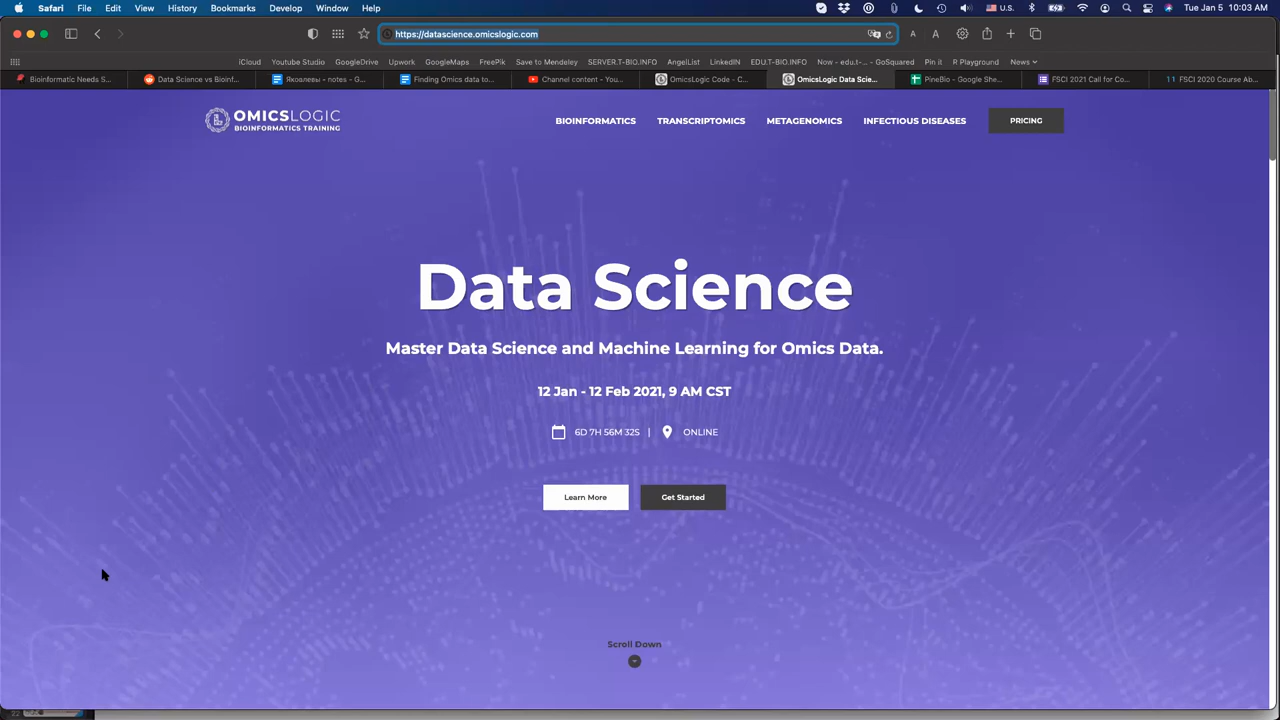 Safari File Edit View History Bookmarks Develop Window Help U.S. Tue Jan 5 10:03 AM
https://datascience.omicslogic.com A A
iCloud Youtube Studio GoogleDrive Upwork GoogleMaps FreePik Save to Mendeley SERVER.T-BIO.INFO AngelList LinkedIN EDU.T-BIO.INFO Now - edu.t-... - GoSquared Pin it R Playground News
Bioinformatic Needs S... Data Science vs Bioinf... Яковлевы - notes - G... Finding Omics data to... Channel content - You... OmicsLogic Code - C... OmicsLogic Data Scie... PineBio - Google She... FSCI 2021 Call for Co... FSCI 2020 Course Ab...
OMICSLOGIC
BIOINFORMATICS TRAINING
BIOINFORMATICS TRANSCRIPTOMICS METAGENOMICS INFECTIOUS DISEASES PRICING
Data Science
Master Data Science and Machine Learning for Omics Data.
12 Jan - 12 Feb 2021, 9 AM CST
6D 7H 56M 32S | ONLINE
Learn More Get Started
Scroll Down